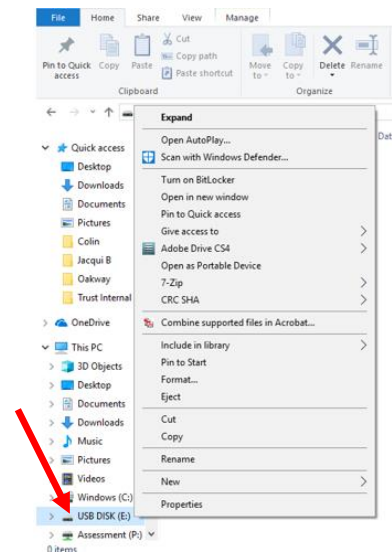 File Home Share View Manage
Pin to Quick access
Copy
Paste
Cut
Copy path
Paste shortcut
Move to
Copy to
Delete
Rename
Clipboard
Organize
Dat
Quick access
Desktop
Downloads
Documents
Pictures
Colin
Jacqui B
Oakway
Trust Internal
OneDrive
This PC
3D Objects
Desktop
Documents
Downloads
Music
Pictures
Videos
Windows (C:)
USB DISK (E:)
Assessment (P:)
0 items
Expand
Open AutoPlay...
Scan with Windows Defender...
Turn on BitLocker
Open in new window
Pin to Quick access
Give access to
Adobe Drive CS4
Open as Portable Device
7-Zip
CRC SHA
Combine supported files in Acrobat...
Include in library
Pin to Start
Format...
Eject
Cut
Copy
Rename
New
Properties